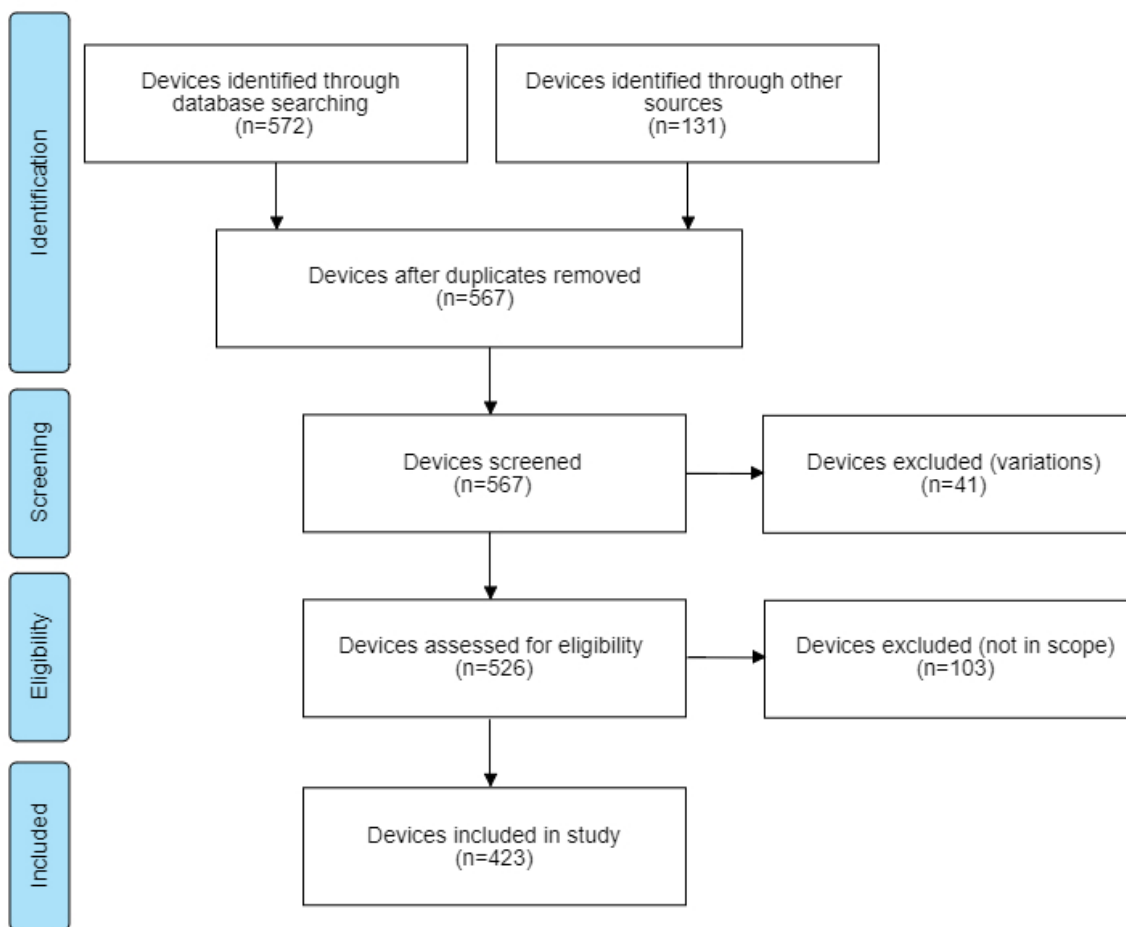 Identification
Devices identified through
database searching
(n=572)
Devices identified through other
sources
(n=131)
Devices after duplicates removed
(n=567)
Screening
Devices screened
(n=567)
Devices excluded (variations)
(n=41)
Eligibility
Devices assessed for eligibility
(n=526)
Devices excluded (not in scope)
(n=103)
Included
Devices included in study
(n=423)